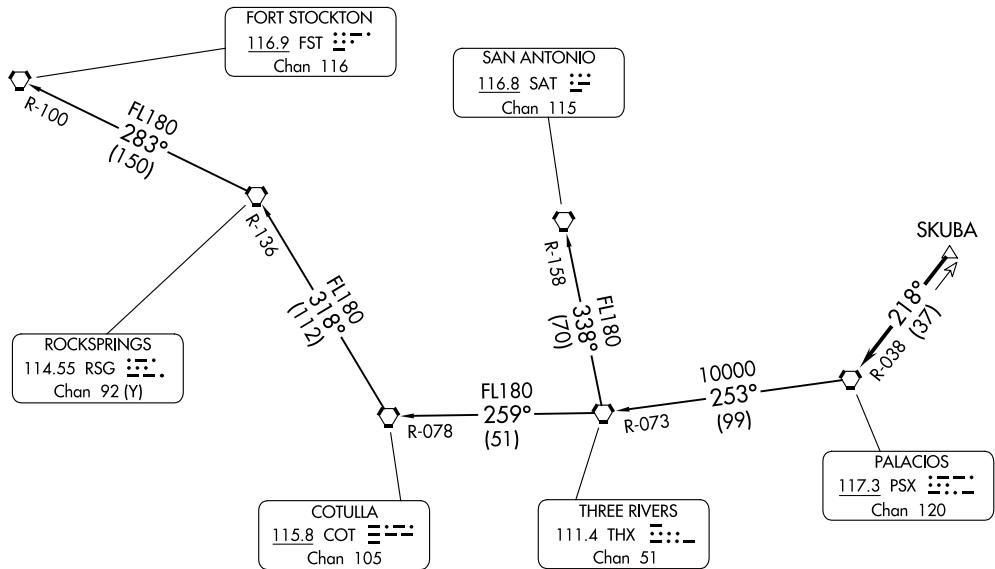 FORT STOCKTON
116.9 FST
Chan 116
SAN ANTONIO
116.8 SAT
Chan 115
R-100
FL180
283°
(150)
R-136
R-158
SKUBA
218°
(37)
R-038
FL180
318°
(112)
FL180
338°
(70)
ROCKSPRINGS
114.55 RSG
Chan 92 (Y)
10000
253°
(99)
R-073
FL180
259°
(51)
R-078
PALACIOS
117.3 PSX
Chan 120
COTULLA
115.8 COT
Chan 105
THREE RIVERS
111.4 THX
Chan 51